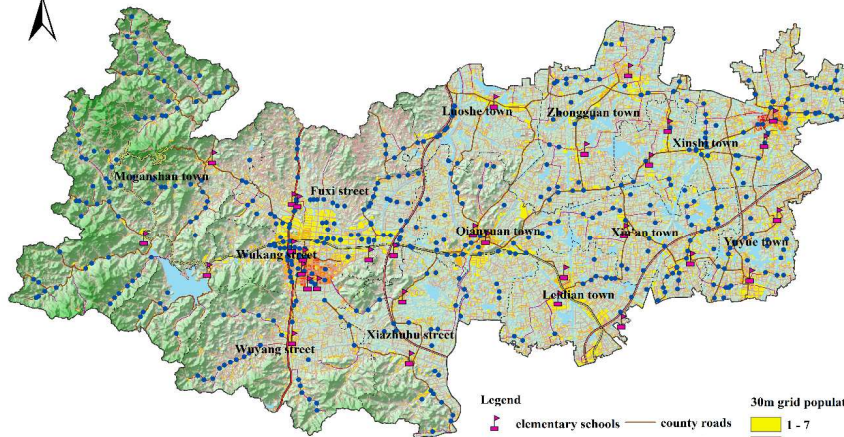 Luoshe town
Zhongguan town
Xinshi town
Moganshan town
Fuxi street
Qianyuan town
Xin'an town
Yuyue town
Wukang street
Leidian town
Xiazhuhu street
Wuyang street
Legend
30m grid populat
elementary schools
county roads
1 - 7